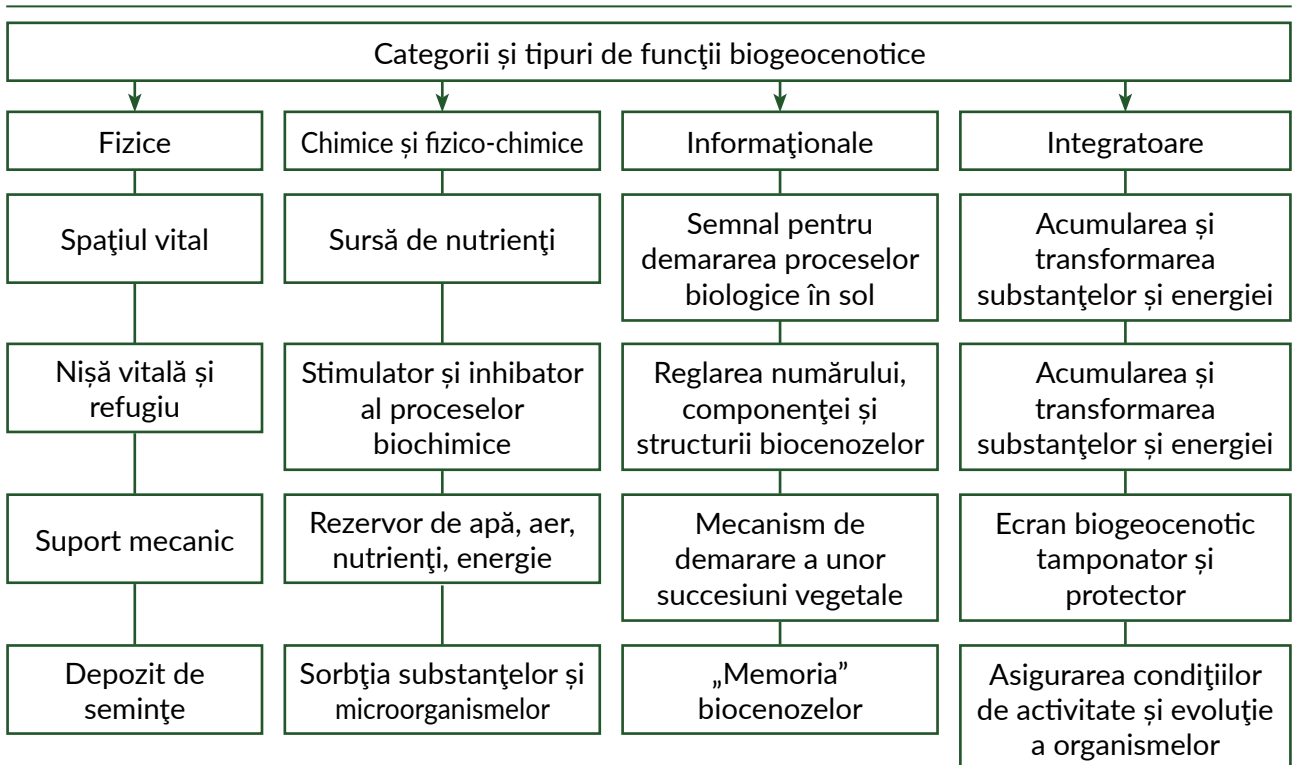 Categorii și tipuri de funcţii biogeocenotice
Fizice
Chimice și fizico-chimice
Informaţionale
Integratoare
Spaţiul vital
Sursă de nutrienţi
Semnal pentru
demararea proceselor
biologice în sol
Acumularea și
transformarea
substanţelor și energiei
Nișă vitală și
refugiu
Stimulator și inhibator
al proceselor
biochimice
Reglarea numărului,
componenţei și
structurii biocenozelor
Acumularea și
transformarea
substanţelor și energiei
Suport mecanic
Rezervor de apă, aer,
nutrienţi, energie
Mecanism de
demarare a unor
succesiuni vegetale
Ecran biogeocenotic
tamponator și
protector
Depozit de
seminţe
Sorbţia substanţelor și
microorganismelor
„Memoria”
biocenozelor
Asigurarea condiţiilor
de activitate și evoluţie
a organismelor